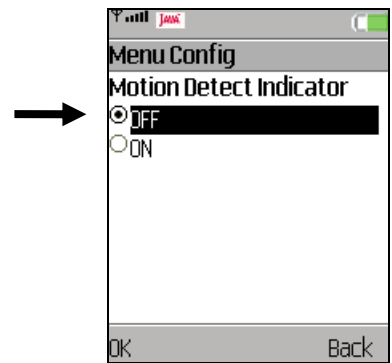 Java
Menu Config
Motion Detect Indicator
OFF
ON
OK Back